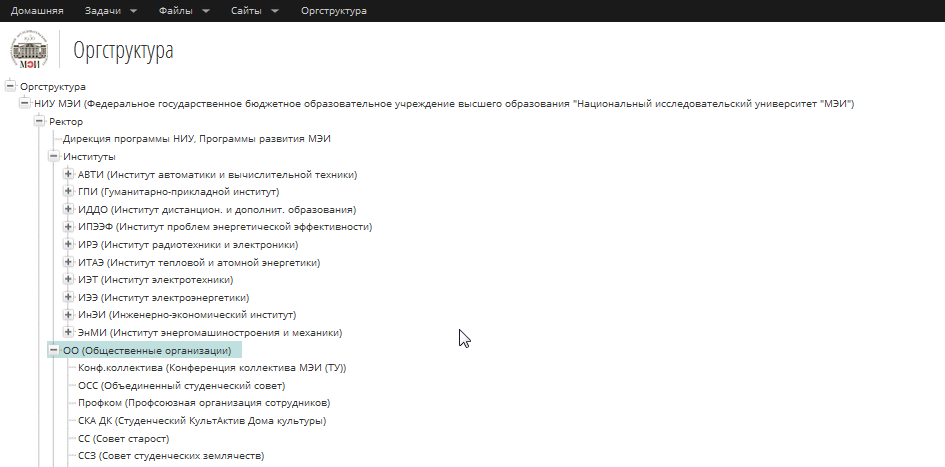 Домашняя Задачи Файлы Сайты Оргструктура
МЭИ
Оргструктура
Оргструктура
НИУ МЭИ (Федеральное государственное бюджетное образовательное учреждение высшего образования "Национальный исследовательский университет "МЭИ")
Ректор
Дирекция программы НИУ, Программы развития МЭИ
Институты
АВТИ (Институт автоматики и вычислительной техники)
ГПИ (Гуманитарно-прикладной институт)
ИДДО (Институт дистанцион. и дополнит. образования)
ИПЭЭФ (Институт проблем энергетической эффективности)
ИРЭ (Институт радиотехники и электроники)
ИТАЭ (Институт тепловой и атомной энергетики)
ИЭТ (Институт электротехники)
ИЭЭ (Институт электроэнергетики)
ИнЭИ (Инженерно-экономический институт)
ЭнМИ (Институт энергомашиностроения и механики)
ОО (Общественные организации)
Конф.коллектива (Конференция коллектива МЭИ (ТУ))
ОСС (Объединенный студенческий совет)
Профком (Профсоюзная организация сотрудников)
СКА ДК (Студенческий КультАктив Дома культуры)
СС (Совет старост)
ССЗ (Совет студенческих землячеств)